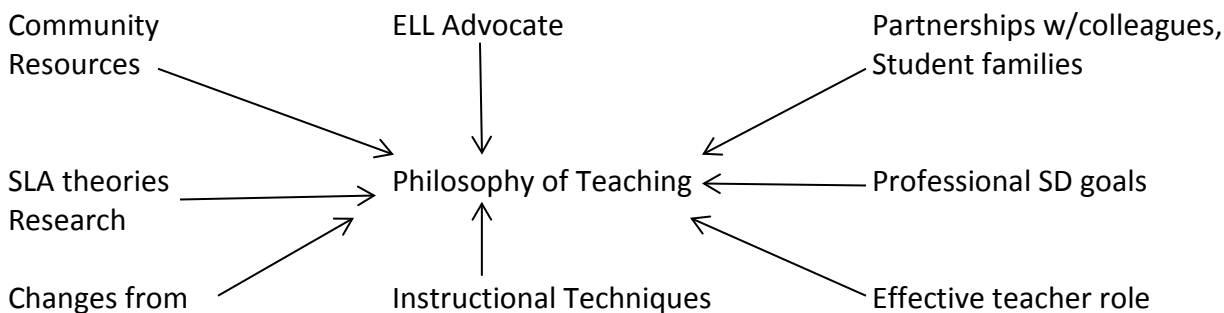 Community ELL Advocate Partnerships w/colleagues,
Resources Student families
SLA theories Philosophy of Teaching Professional SD goals
Research
Changes from Instructional Techniques Effective teacher role